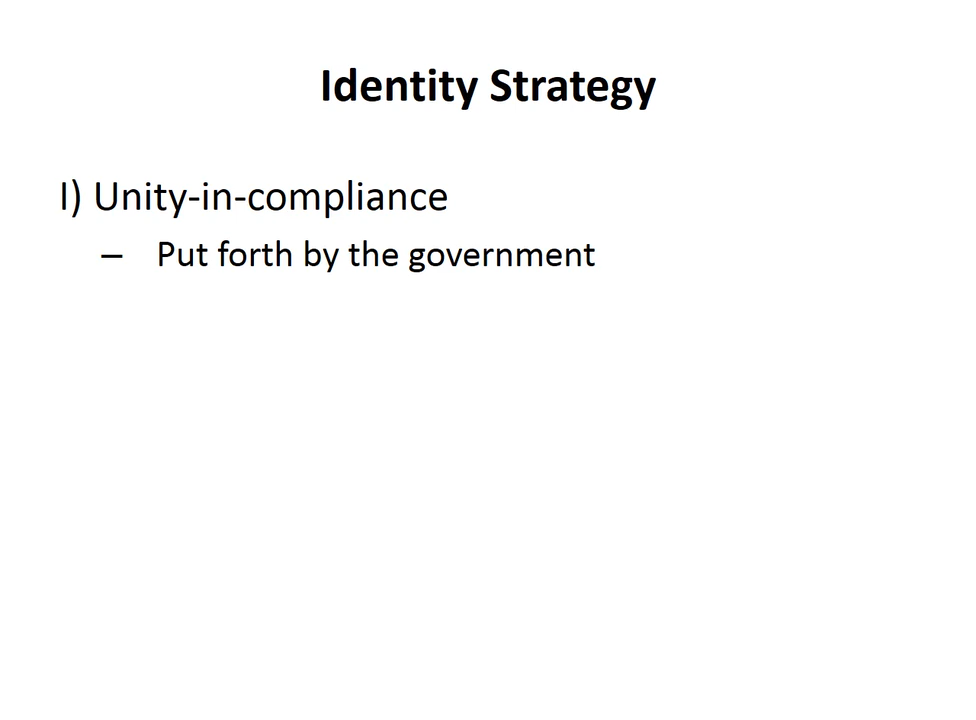 Identity Strategy
I) Unity-in-compliance
– Put forth by the government